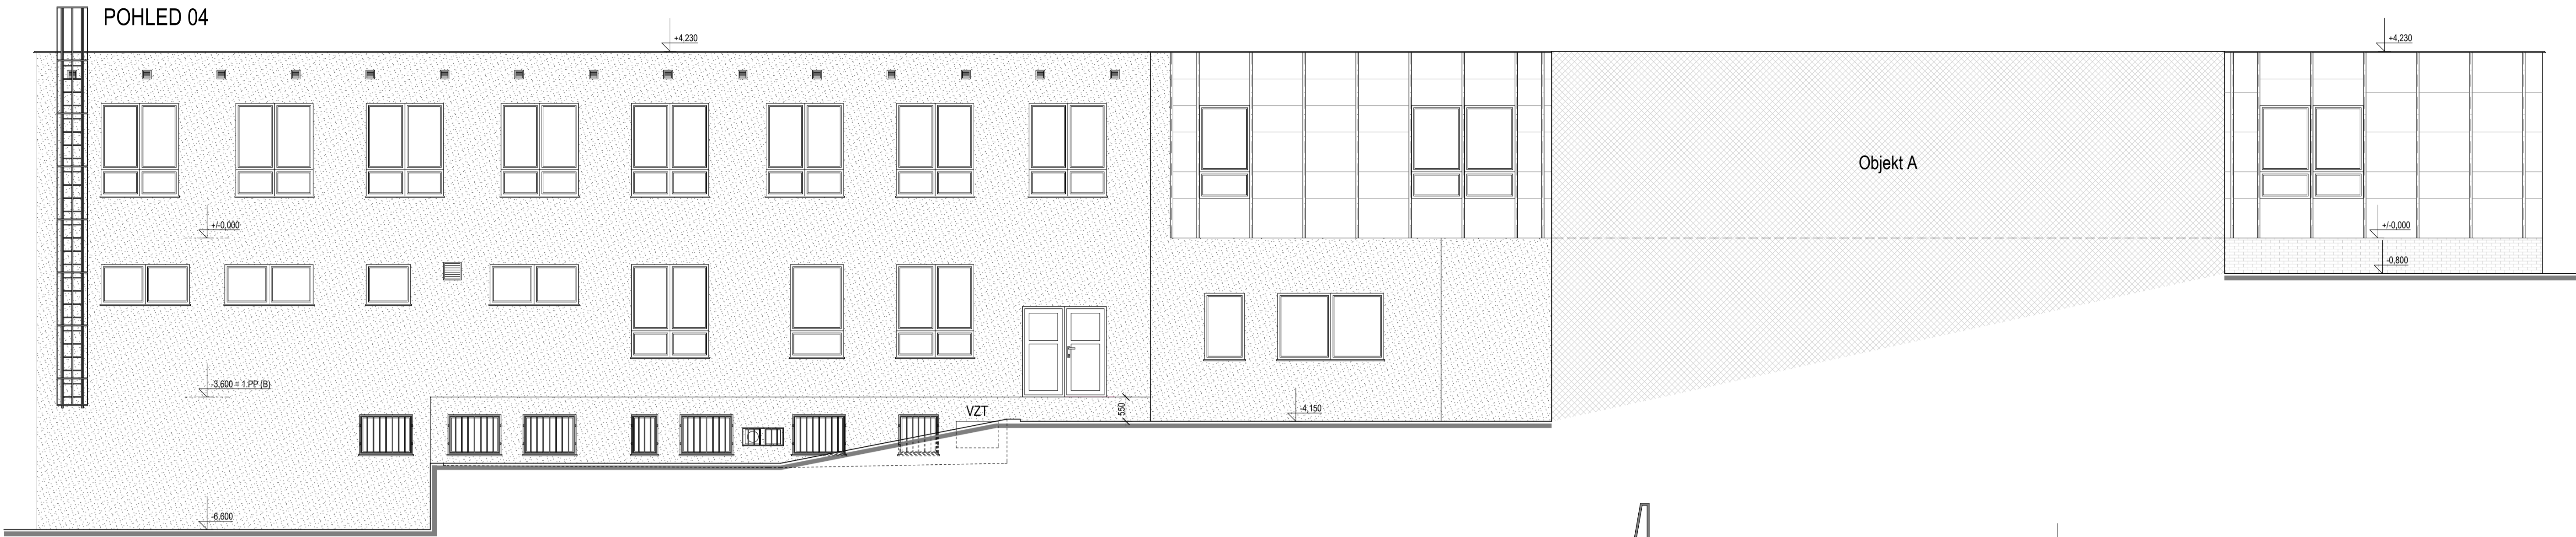 POHLED 04
+4,230
+4,230
Objekt A
+/-0,000
+/-0,000
-0,800
-3,600 = 1.PP (B)
VZT
550
-4,150
-6,600